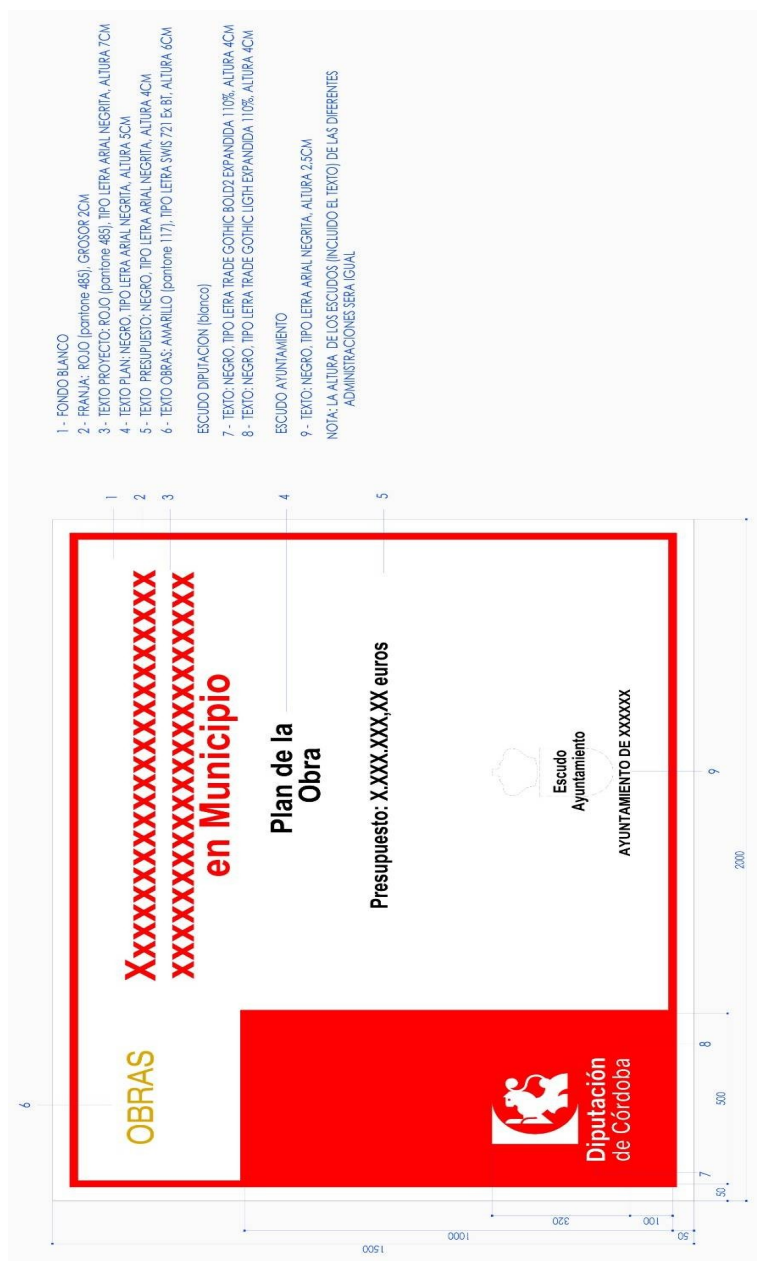 OBRAS
Xxxxxxxxxxxxxxxxxxxxxxxxx
xxxxxxxxxxxxxxxxxxxxxxxxx
en Municipio
Plan de la
Obra
Presupuesto: X.XXX.XXX,XX euros
Escudo
Ayuntamiento
AYUNTAMIENTO DE XXXXXX
Diputación
de Córdoba
1
2
3
4
5
6
7
8
9
50
500
2000
1500
1000
320
100
50
1 - FONDO BLANCO
2 - FRANJA: ROJO (pantone 485), GROSOR 2CM
3 - TEXTO PROYECTO: ROJO (pantone 485), TIPO LETRA ARIAL NEGRITA, ALTURA 7CM
4 - TEXTO PLAN: NEGRO, TIPO LETRA ARIAL NEGRITA, ALTURA 5CM
5 - TEXTO PRESUPUESTO: NEGRO, TIPO LETRA ARIAL NEGRITA, ALTURA 4CM
6 - TEXTO OBRAS: AMARILLO (pantone 117), TIPO LETRA SWIS 721 Ex BT, ALTURA 6CM
ESCUDO DIPUTACION (blanco)
7 - TEXTO: NEGRO, TIPO LETRA TRADE GOTHIC BOLD2 EXPANDIDA 110%, ALTURA 4CM
8 - TEXTO: NEGRO, TIPO LETRA TRADE GOTHIC LIGTH EXPANDIDA 110%, ALTURA 4CM
ESCUDO AYUNTAMIENTO
9 - TEXTO: NEGRO, TIPO LETRA ARIAL NEGRITA, ALTURA 2.5CM
NOTA: LA ALTURA DE LOS ESCUDOS (INCLUIDO EL TEXTO) DE LAS DIFERENTES
ADMINISTRACIONES SERA IGUAL